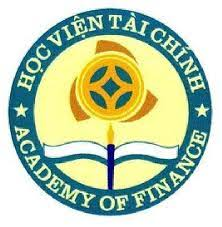 HỌC VIỆN TÀI CHÍNH
ACADEMY OF FINANCE